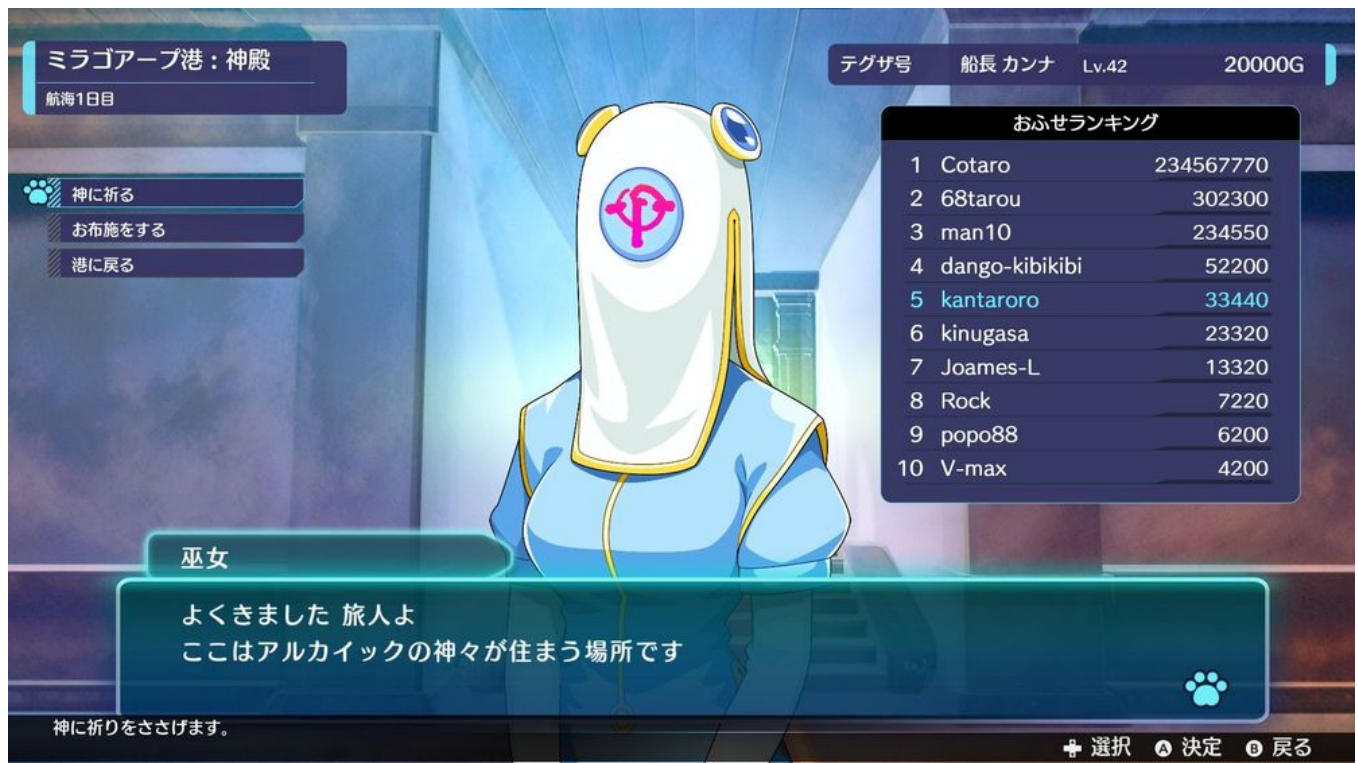 ミラゴアープ港：神殿
航海1日目
テグザ号 船長 カンナ Lv.42 20000G
神に祈る
お布施をする
港に戻る
おふせランキング
1 Cotaro 234567770
2 68tarou 302300
3 man10 234550
4 dango-kibikibi 52200
5 kantaroro 33440
6 kinugasa 23320
7 Joames-L 13320
8 Rock 7220
9 popo88 6200
10 V-max 4200
巫女
よくきました 旅人よ
ここはアルカイックの神々が住まう場所です
神に祈りをささげます。
選択 A 決定 B 戻る